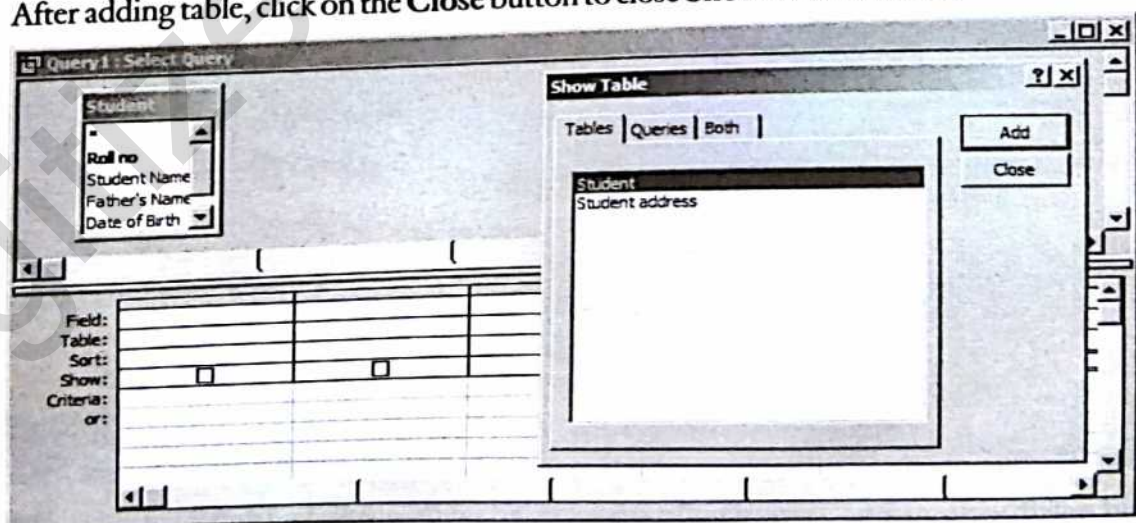 After adding table, click on the Close button to close
Query1 : Select Query
Student
*
Roll no
Student Name
Father's Name
Date of Birth
Show Table
Tables Queries Both
Student
Student address
Add
Close
Field:
Table:
Sort:
Show:
Criteria:
or: